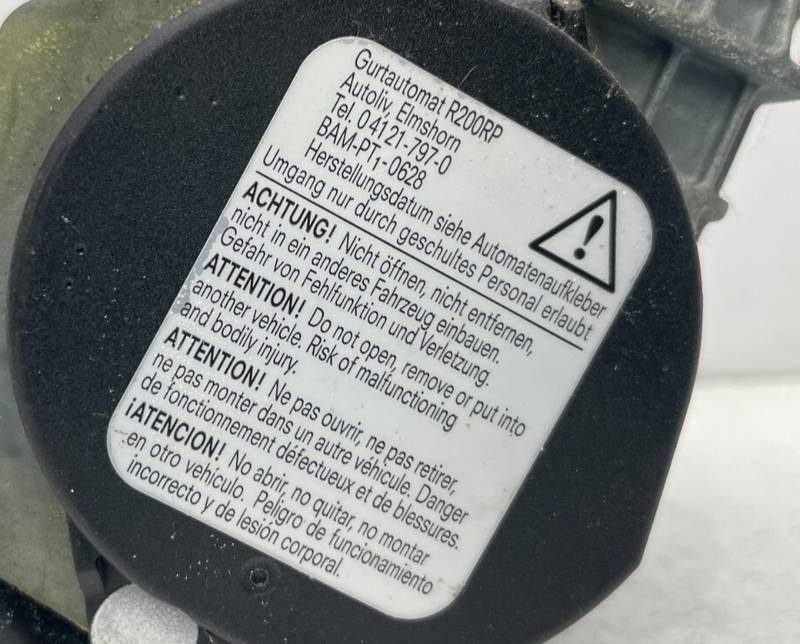 Gurtautomat R200RP
Autoliv, Elmshorn
Tel. 04121-797-0
BAM-PT1-0628
Herstellungsdatum siehe Automatenaufkleber
Umgang nur durch geschultes Personal erlaubt
ACHTUNG! Nicht öffnen, nicht entfernen,
nicht in ein anderes Fahrzeug einbauen.
Gefahr von Fehlfunktion und Verletzung.
ATTENTION! Do not open, remove or put into
another vehicle. Risk of malfunctioning
and bodily injury.
ATTENTION! Ne pas ouvrir, ne pas retirer,
ne pas monter dans un autre véhicule. Danger
de fonctionnement défectueux et de blessures.
¡ATENCION! No abrir, no quitar, no montar
en otro vehículo. Peligro de funcionamiento
incorrecto y de lesion corporal.